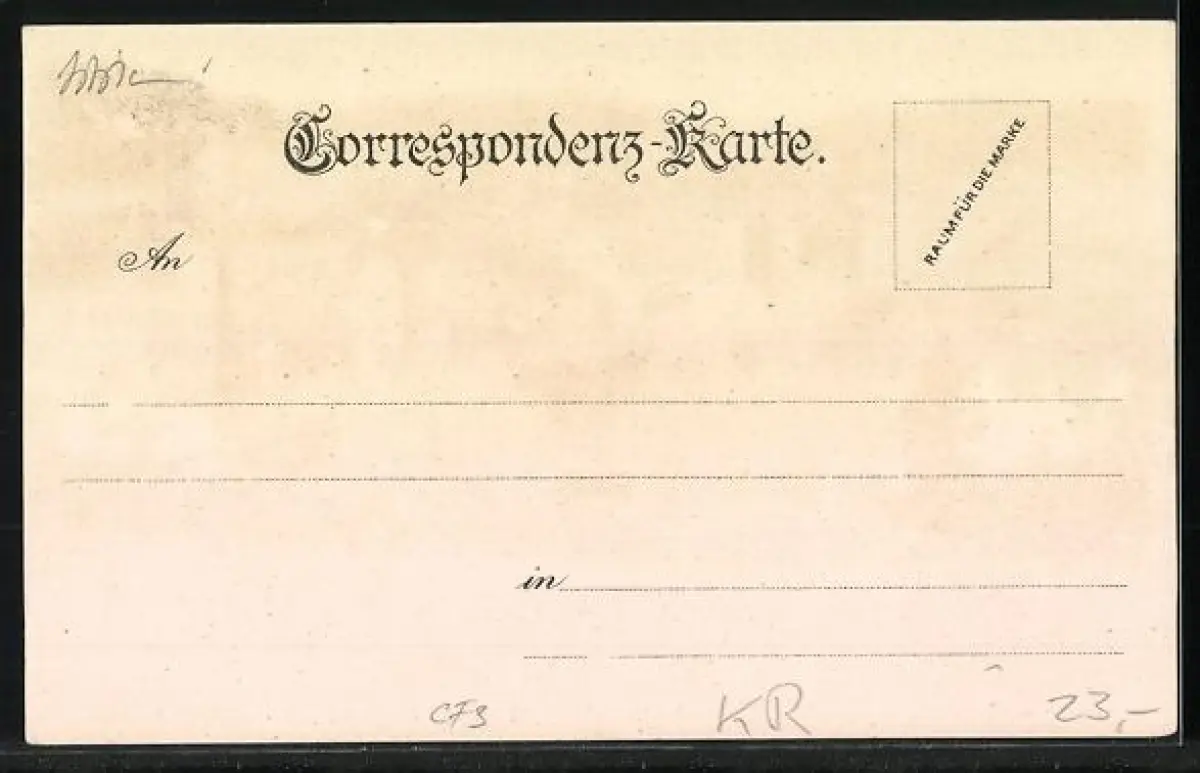 Correspondenz-Karte.
RAUM FÜR DIE MARKE
An
in
KR
23,-